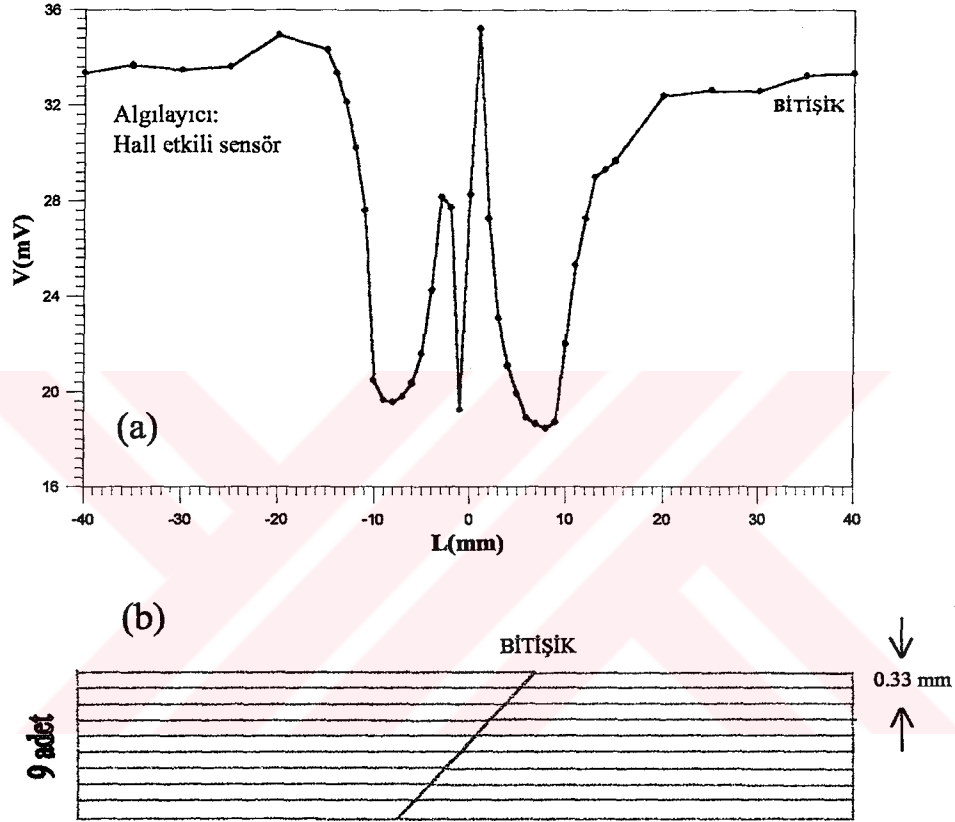 36
32
28
24
20
16
V(mV)
Algılayıcı:
Hall etkili sensör
BİTİŞİK
(a)
-40 -30 -20 -10 0 10 20 30 40
L(mm)
(b)
BİTİŞİK
0.33 mm
9 adet